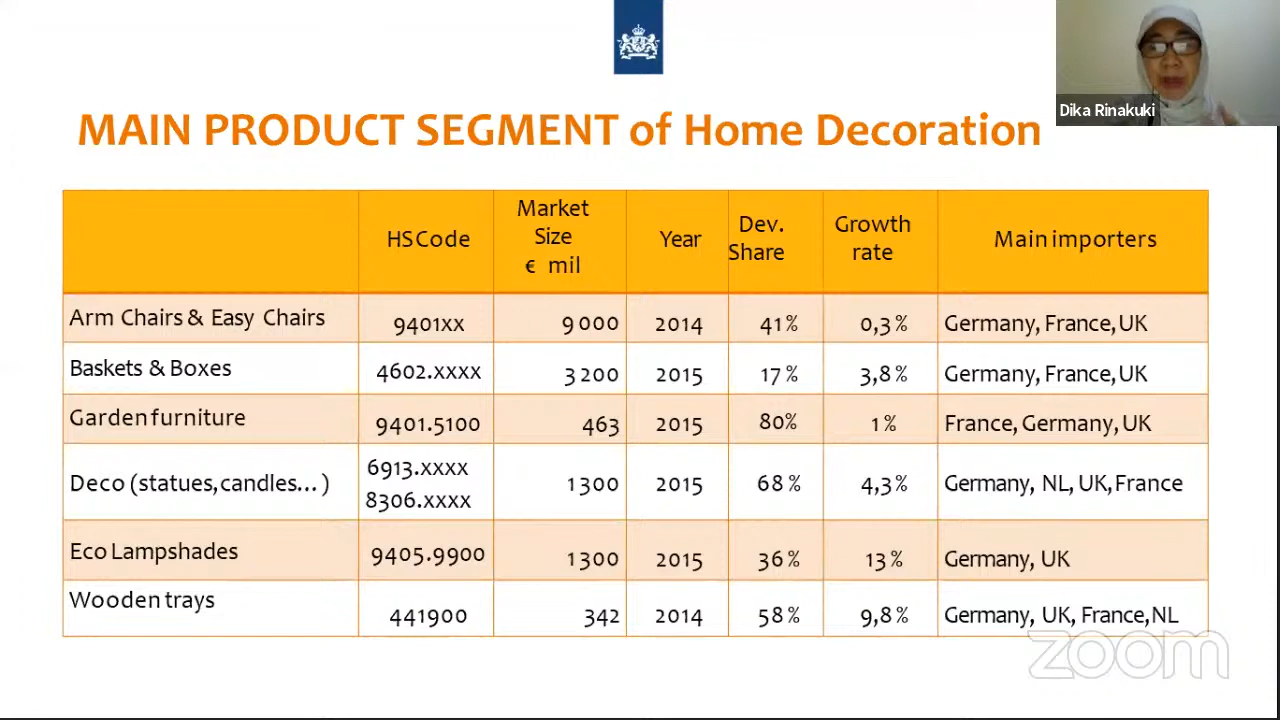 Dika Rinakuki
MAIN PRODUCT SEGMENT of Home Decoration
HS Code
Market Size € mil
Year
Dev. Share
Growth rate
Main importers
Arm Chairs & Easy Chairs 9401xx 9 000 2014 41% 0,3% Germany, France, UK
Baskets & Boxes 4602.xxxx 3 200 2015 17% 3,8% Germany, France, UK
Garden furniture 9401.5100 463 2015 80% 1% France, Germany, UK
Deco (statues,candles…) 6913.xxxx 8306.xxxx 1300 2015 68% 4,3% Germany, NL, UK, France
Eco Lampshades 9405.9900 1300 2015 36% 13% Germany, UK
Wooden trays 441900 342 2014 58% 9,8% Germany, UK, France, NL
zoom